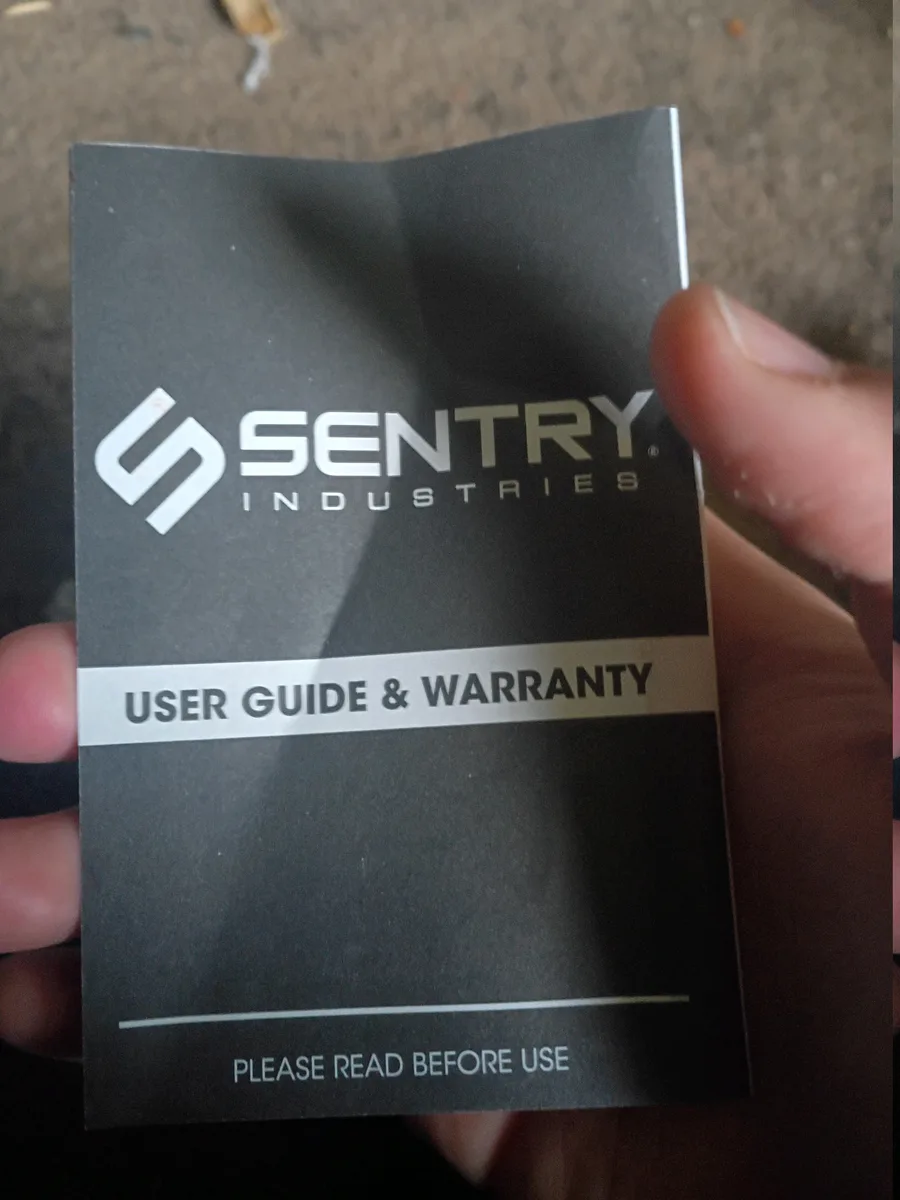 SENTRY®
INDUSTRIES
USER GUIDE & WARRANTY
PLEASE READ BEFORE USE